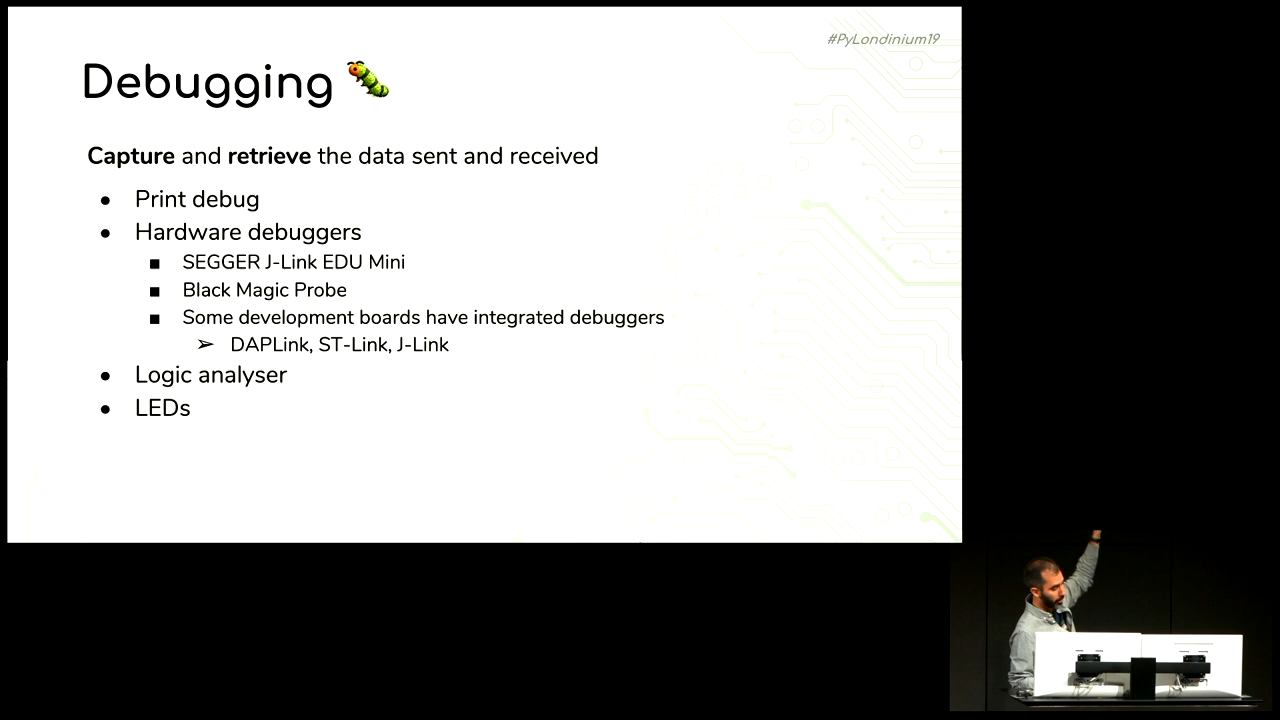 #PyLondinium19
Debugging 🐛
Capture and retrieve the data sent and received
● Print debug
● Hardware debuggers
■ SEGGER J-Link EDU Mini
■ Black Magic Probe
■ Some development boards have integrated debuggers
➢ DAPLink, ST-Link, J-Link
● Logic analyser
● LEDs